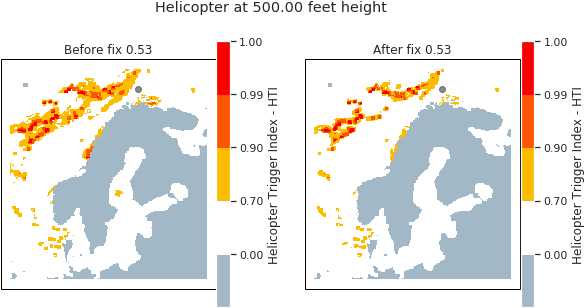 Helicopter at 500.00 feet height
Before fix 0.53
1.00
0.99
0.90
0.70
0.00
Helicopter Trigger Index - HTI
After fix 0.53
1.00
0.99
0.90
0.70
0.00
Helicopter Trigger Index - HTI